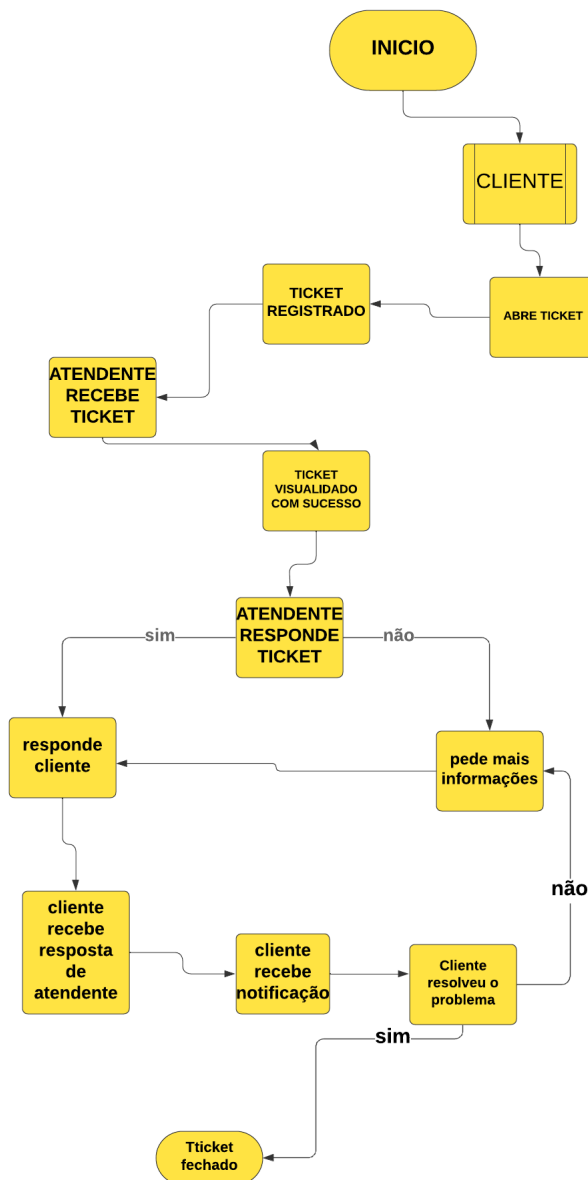 INICIO
CLIENTE
ABRE TICKET
TICKET
REGISTRADO
ATENDENTE
RECEBE
TICKET
TICKET
VISUALIDADO
COM SUCESSO
ATENDENTE
RESPONDE
TICKET
sim
não
responde
cliente
pede mais
informações
não
cliente
recebe
resposta
de
atendente
cliente
recebe
notificação
Cliente
resolveu o
problema
sim
Tticket
fechado